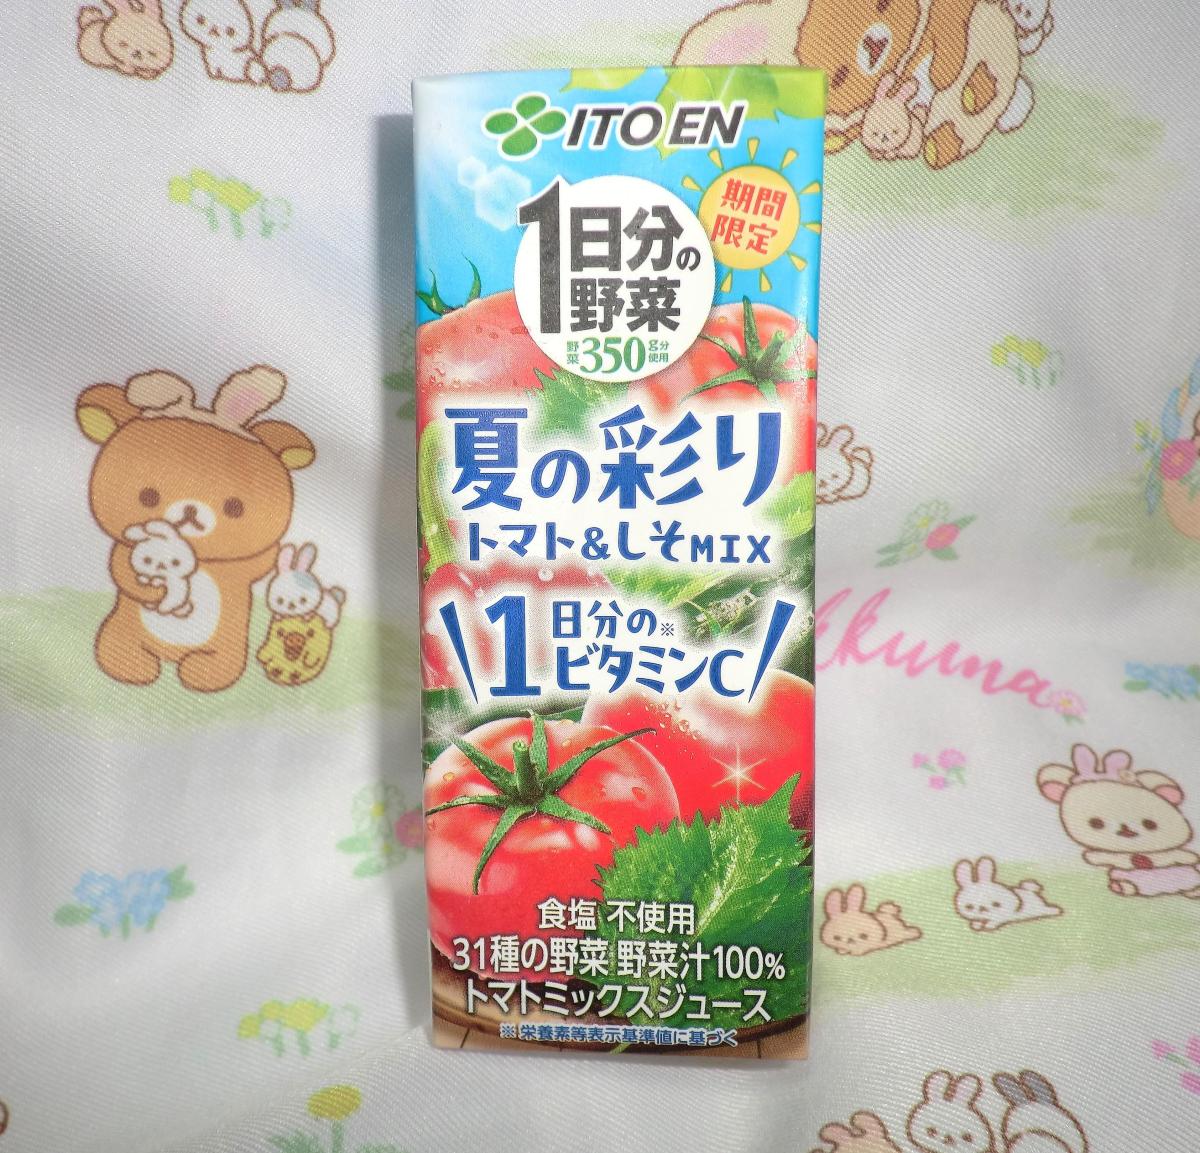 ITO EN
期間
限定
1日分の
野菜
野菜350g分使用
夏の彩り
トマト&しそMIX
1日分の※
ビタミンC
食塩 不使用
31種の野菜 野菜汁100%
トマトミックスジュース
※栄養素等表示基準値に基づく
kkuma